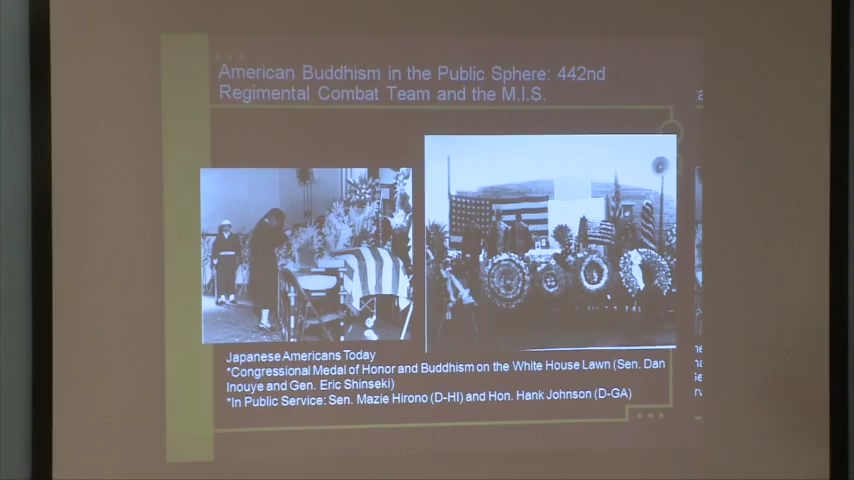 American Buddhism in the Public Sphere: 442nd
Regimental Combat Team and the M.I.S.
Japanese Americans Today
*Congressional Medal of Honor and Buddhism on the White House Lawn (Sen. Dan
Inouye and Gen. Eric Shinseki)
*In Public Service: Sen. Mazie Hirono (D-HI) and Hon. Hank Johnson (D-GA)